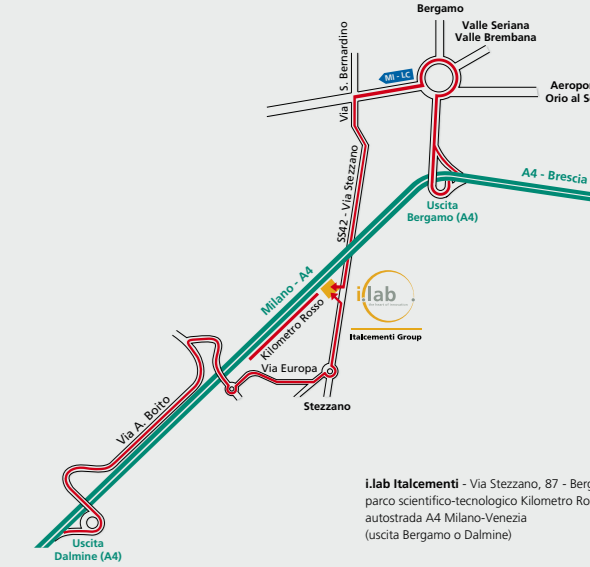 Bergamo
Valle Seriana
Valle Brembana
Via S. Bernardino
MI - LC
Orio al S
SS42 - Via Stezzano
A4 - Brescia
Uscita
Bergamo (A4)
Milano - A4
i.lab
Kilometro Rosso
Italcementi Group
Via Europa
Stezzano
Via A. Boito
i.lab Italcementi - Via Stezzano, 87 - Berg
parco scientifico-tecnologico Kilometro Ro
autostrada A4 Milano-Venezia
(uscita Bergamo o Dalmine)
Uscita
Dalmine (A4)